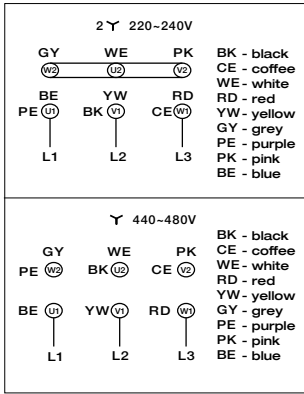 2 Y 220~240V
GY WE PK
W2 U2 V2
BE YW RD
PE U1 BK V1 CE W1
L1 L2 L3
BK - black
CE - coffee
WE - white
RD - red
YW - yellow
GY - grey
PE - purple
PK - pink
BE - blue
Y 440~480V
GY WE PK
PE W2 BK U2 CE V2
BE U1 YW V1 RD W1
L1 L2 L3
BK - black
CE - coffee
WE - white
RD - red
YW - yellow
GY - grey
PE - purple
PK - pink
BE - blue